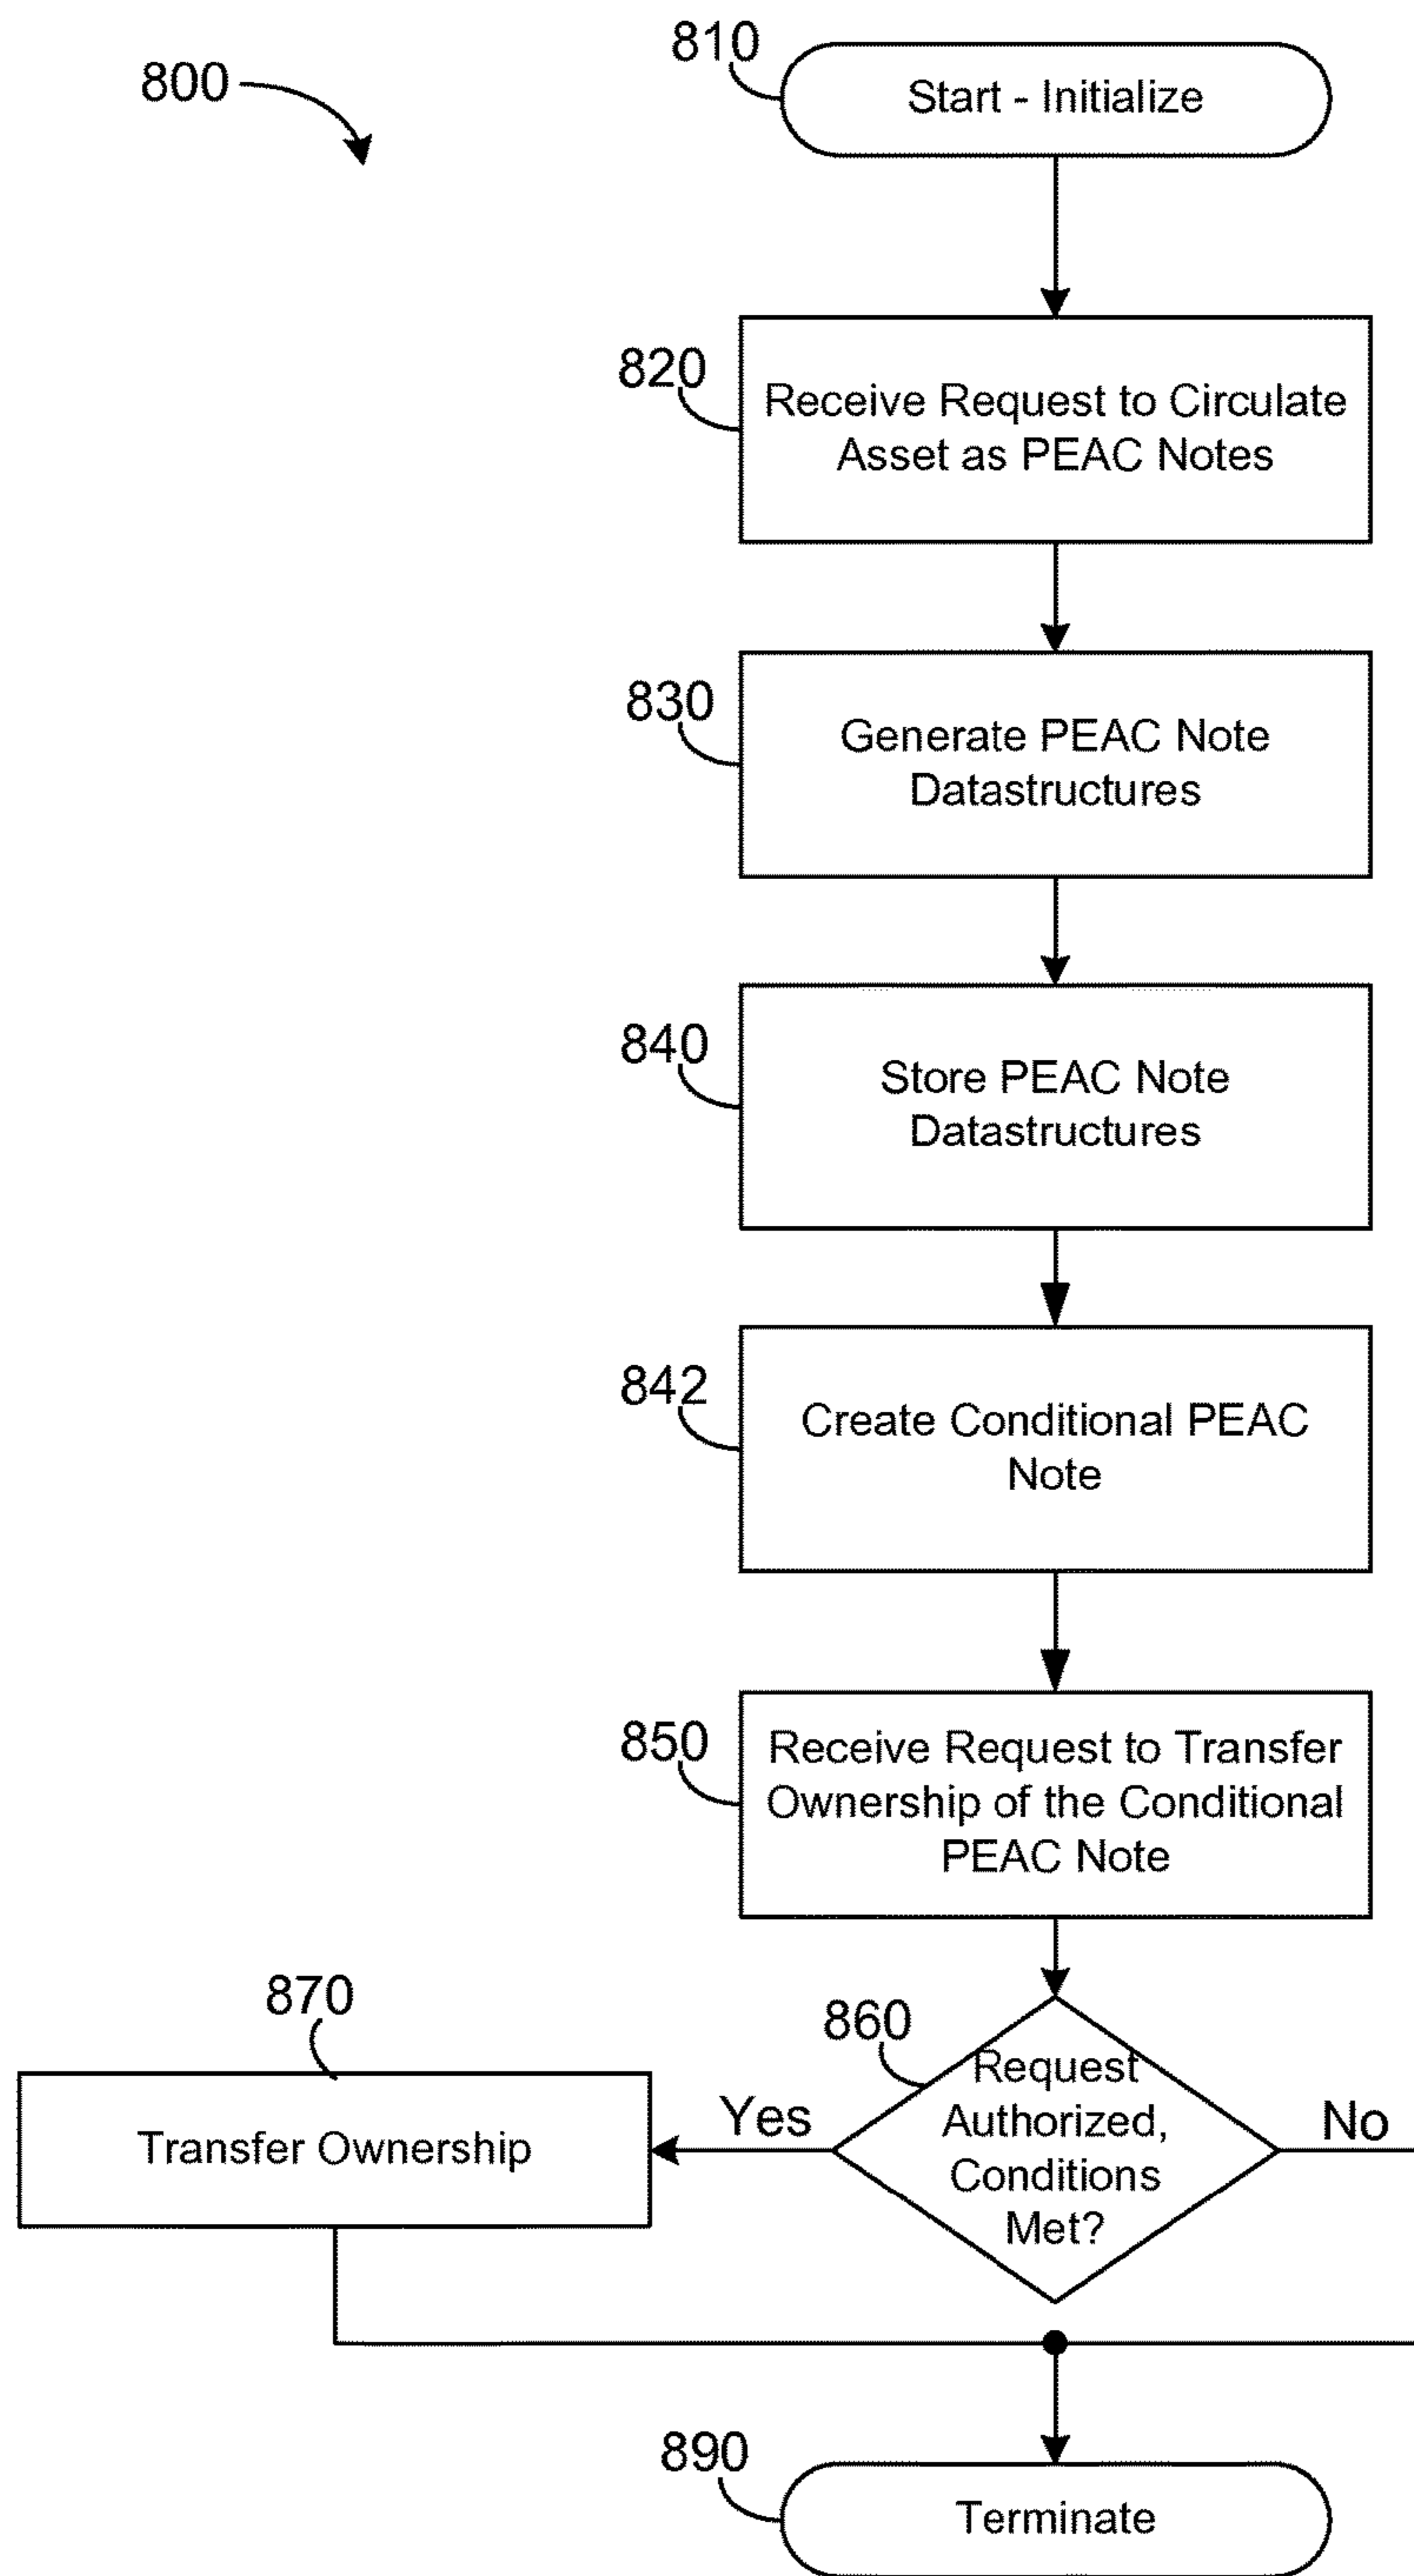 800
810
Start - Initialize
820
Receive Request to Circulate
Asset as PEAC Notes
830
Generate PEAC Note
Datastructures
840
Store PEAC Note
Datastructures
842
Create Conditional PEAC
Note
850
Receive Request to Transfer
Ownership of the Conditional
PEAC Note
860
Request
Authorized,
Conditions
Met?
Yes
No
870
Transfer Ownership
890
Terminate